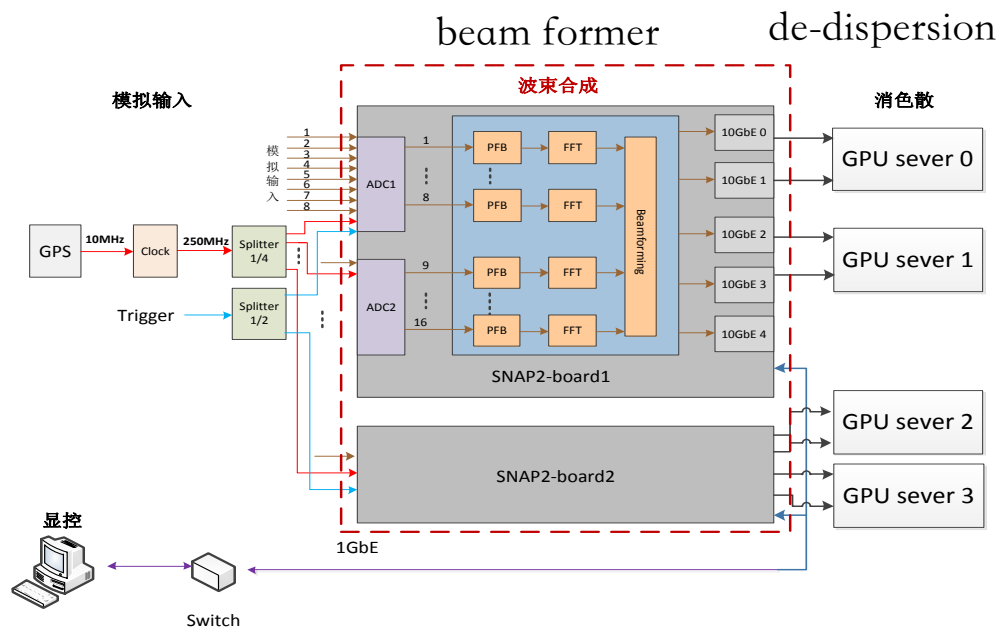 beam former
de-dispersion
模拟输入
波束合成
消色散
1
2
3
4
5
6
7
8
模
拟
输
入
ADC1
1
8
PFB
FFT
PFB
FFT
Beamforming
10GbE 0
10GbE 1
10GbE 2
10GbE 3
10GbE 4
GPU sever 0
GPU sever 1
GPS
10MHz
Clock
250MHz
Splitter
1/4
Trigger
Splitter
1/2
ADC2
9
16
PFB
FFT
PFB
FFT
SNAP2-board1
SNAP2-board2
GPU sever 2
GPU sever 3
显控
1GbE
Switch